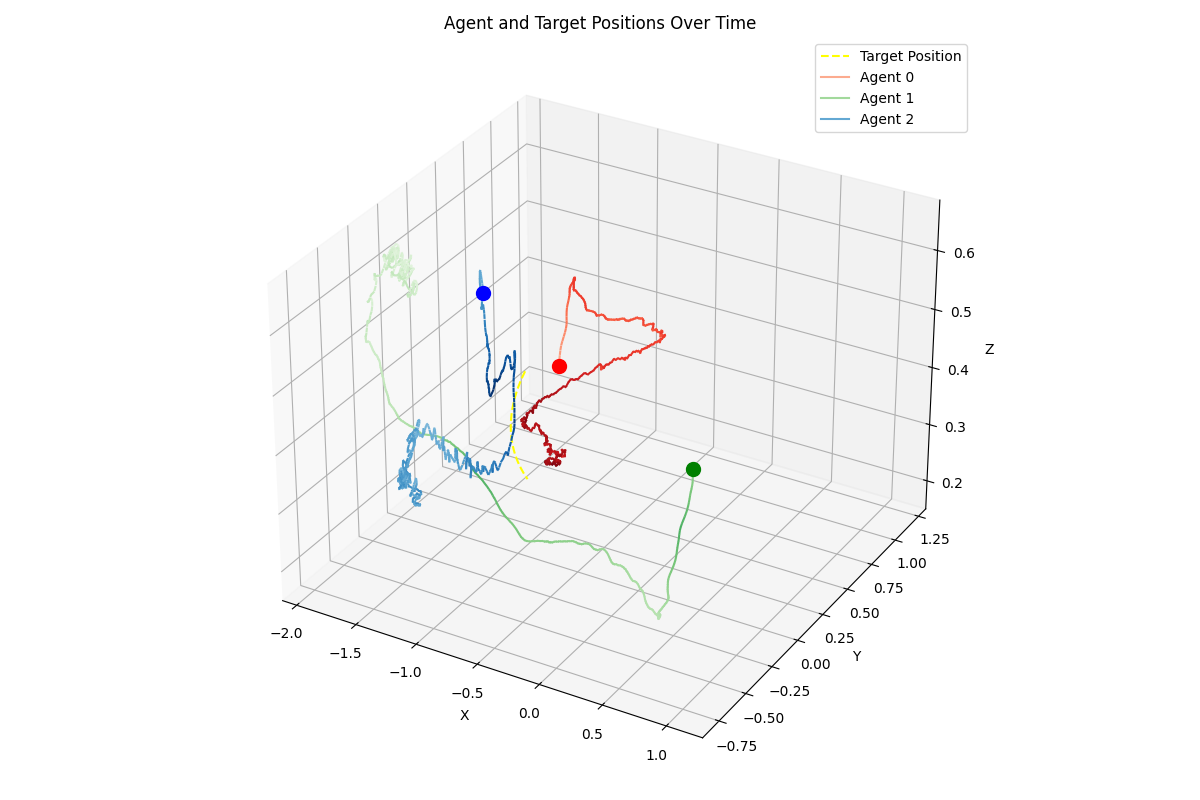 Agent and Target Positions Over Time
Target Position
Agent 0
Agent 1
Agent 2
0.6
0.5
Z
0.4
0.3
0.2
1.25
1.00
0.75
0.50
0.25
Y
0.00
−0.25
−0.50
−0.75
−2.0
−1.5
−1.0
−0.5
X
0.0
0.5
1.0